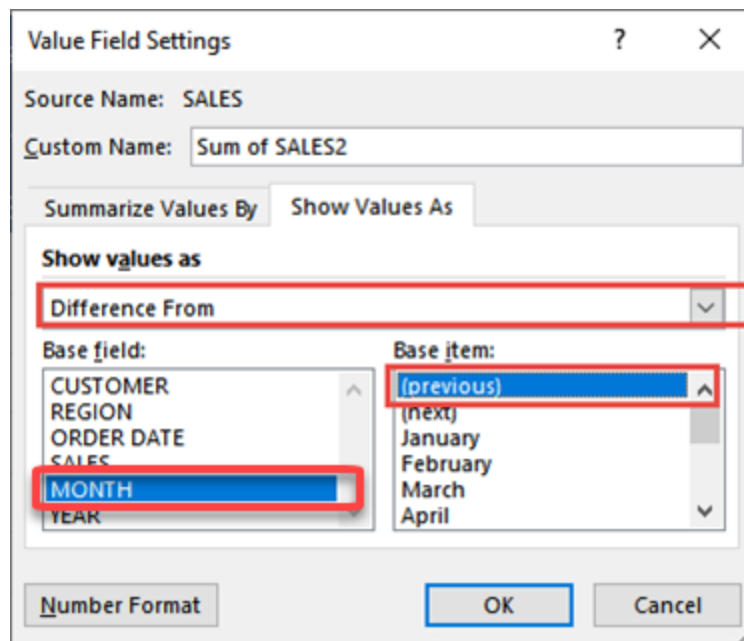 Value Field Settings ? ×
Source Name: SALES
Custom Name: Sum of SALES2
Summarize Values By Show Values As
Show values as
Difference From
Base field: Base item:
CUSTOMER (previous)
REGION (next)
ORDER DATE January
SALES February
MONTH March
YEAR April
Number Format OK Cancel